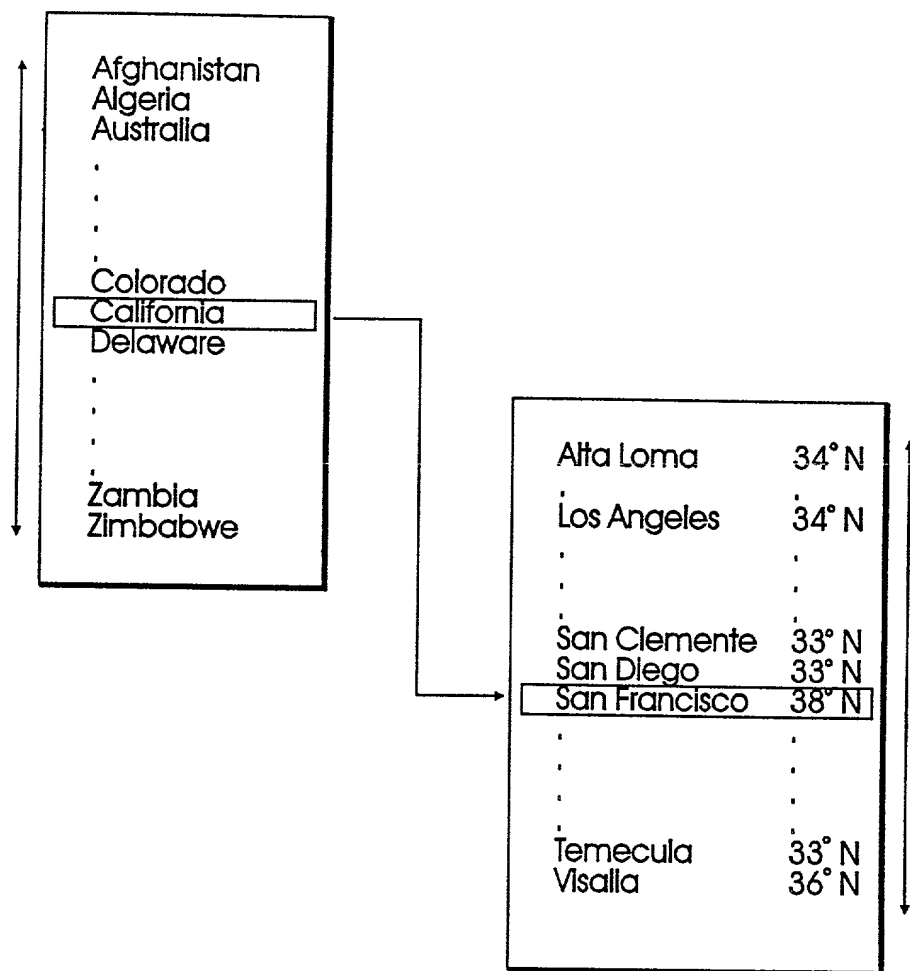 Afghanistan
Algeria
Australia
Colorado
California
Delaware
Zambia
Zimbabwe
Alta Loma 34° N
Los Angeles 34° N
San Clemente 33° N
San Diego 33° N
San Francisco 38° N
Temecula 33° N
Visalia 36° N